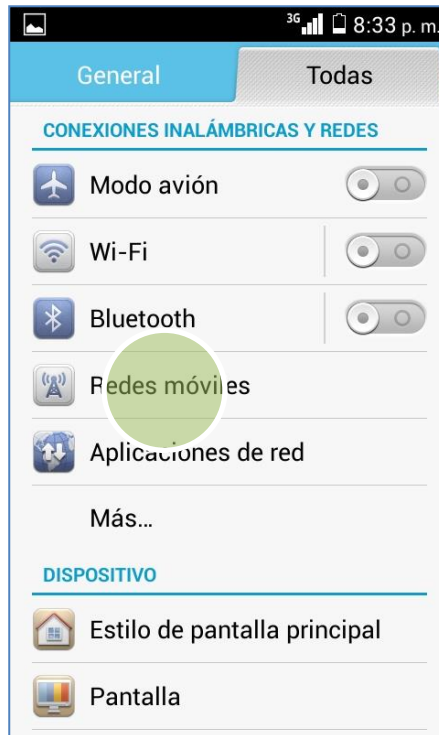 3G 8:33 p. m.
General Todas
CONEXIONES INALÁMBRICAS Y REDES
Modo avión
Wi-Fi
Bluetooth
Redes móviles
Aplicaciones de red
Más...
DISPOSITIVO
Estilo de pantalla principal
Pantalla